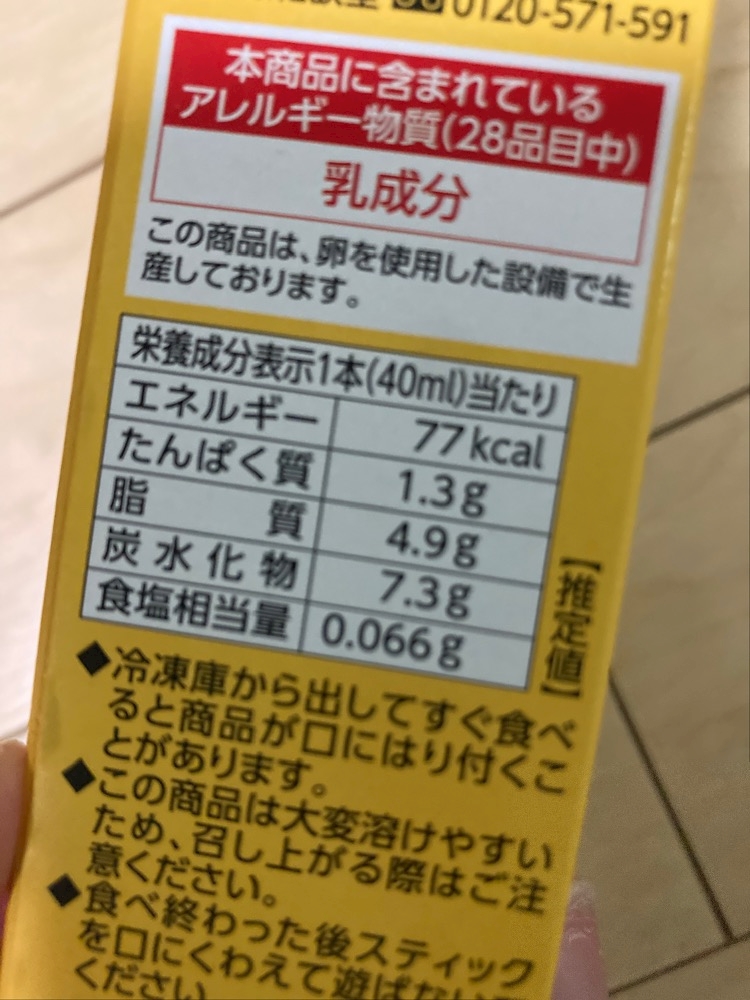 0120-571-591
本商品に含まれている
アレルギー物質(28品目中)
乳成分
この商品は、卵を使用した設備で生
産しております。
栄養成分表示1本(40ml)当たり
エネルギー 77kcal
たんぱく質 1.3g
脂質 4.9g
炭水化物 7.3g
食塩相当量 0.066g
【推定値】
◆冷凍庫から出してすぐ食べ
ると商品が口にはり付くこ
とがあります。
◆この商品は大変溶けやすい
ため、召し上がる際はご注
意ください。
◆食べ終わった後スティック
を口にくわえて遊ばない
ください